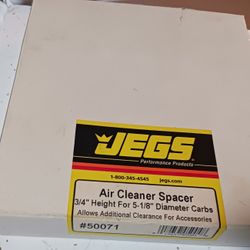 JEGS
Performance Products®
1-800-345-4545 jegs.com
Air Cleaner Spacer
3/4" Height For 5-1/8" Diameter Carbs
Allows Additional Clearance For Accessories
#50071